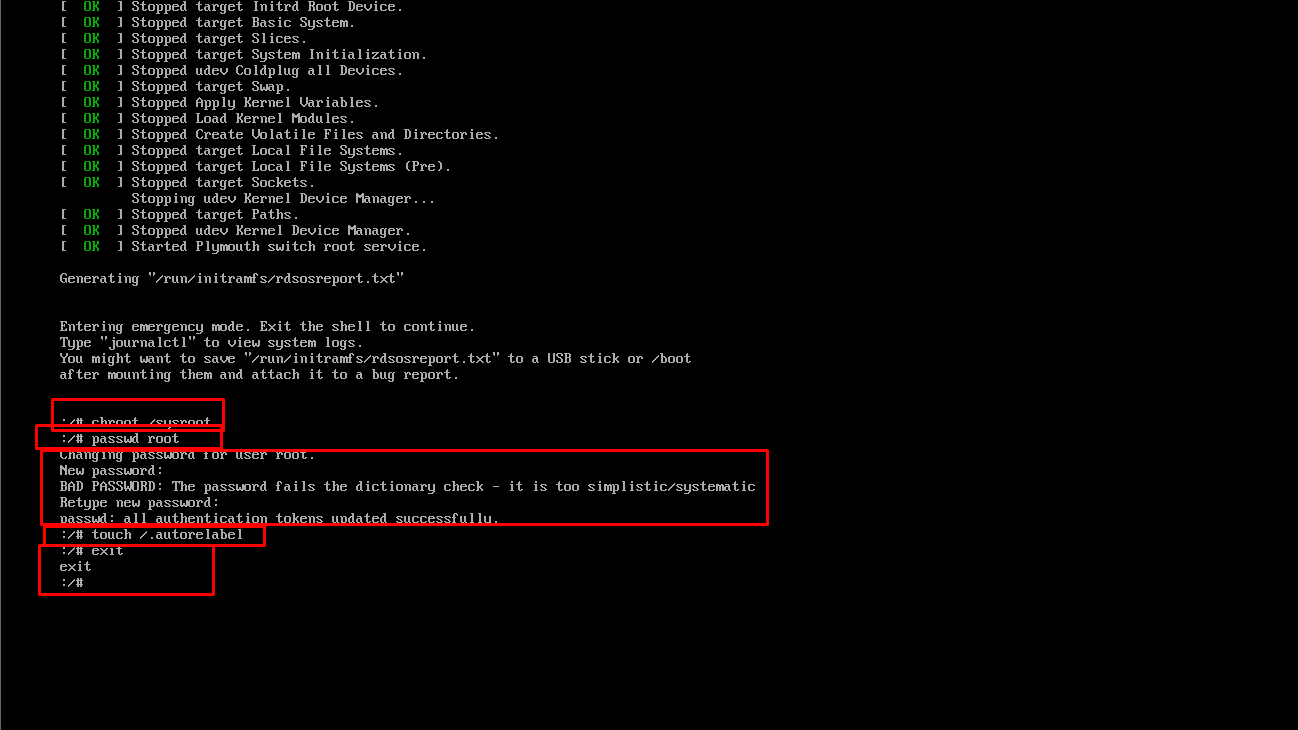 [  OK  ] Stopped target Initrd Root Device.
[  OK  ] Stopped target Basic System.
[  OK  ] Stopped target Slices.
[  OK  ] Stopped target System Initialization.
[  OK  ] Stopped udev Coldplug all Devices.
[  OK  ] Stopped target Swap.
[  OK  ] Stopped Apply Kernel Variables.
[  OK  ] Stopped Load Kernel Modules.
[  OK  ] Stopped Create Volatile Files and Directories.
[  OK  ] Stopped target Local File Systems.
[  OK  ] Stopped target Local File Systems (Pre).
[  OK  ] Stopped target Sockets.
         Stopping udev Kernel Device Manager...
[  OK  ] Stopped target Paths.
[  OK  ] Stopped udev Kernel Device Manager.
[  OK  ] Started Plymouth switch root service.
Generating "/run/initramfs/rdsosreport.txt"
Entering emergency mode. Exit the shell to continue.
Type "journalctl" to view system logs.
You might want to save "/run/initramfs/rdsosreport.txt" to a USB stick or /boot
after mounting them and attach it to a bug report.
:/# chroot /sysroot
:/# passwd root
Changing password for user root.
New password:
BAD PASSWORD: The password fails the dictionary check - it is too simplistic/systematic
Retype new password:
passwd: all authentication tokens updated successfully.
:/# touch /.autorelabel
:/# exit
exit
:/#